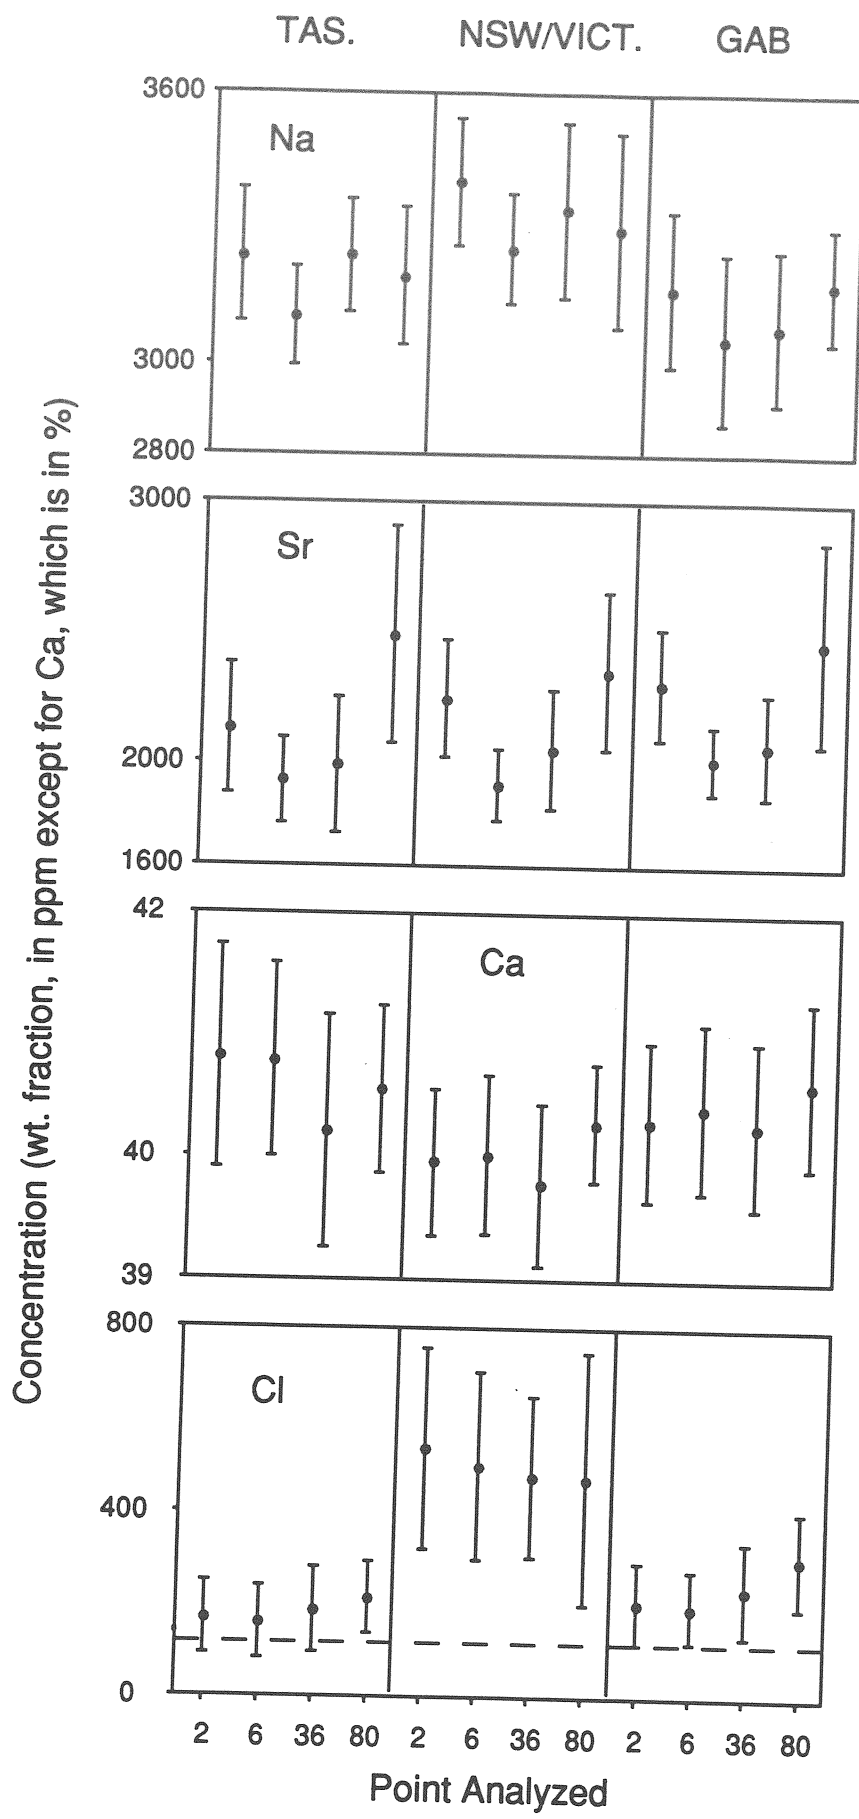 TAS. NSW/VICT. GAB
3600
Na
3000
2800
3000
Sr
2000
1600
42
Ca
40
39
800
Cl
400
0
2 6 36 80 2 6 36 80 2 6 36 80
Point Analyzed
Concentration (wt. fraction, in ppm except for Ca, which is in %)